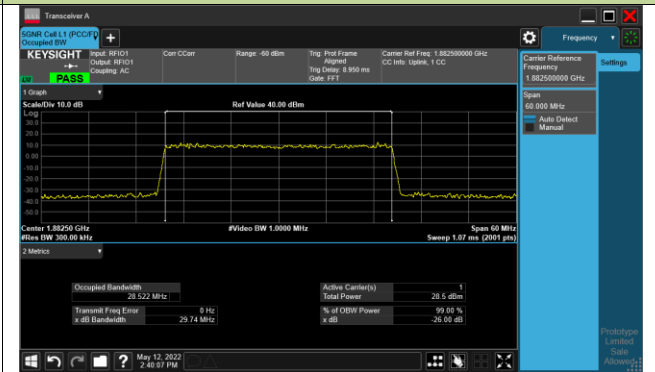 Transceiver A
5GNR Cell L1 (PCC/F
Occupied BW
Frequency
KEYSIGHT
PASS
Input: RFIO1
Output: RFIO1
Coupling: AC
Corr CCorr
Range: -60 dBm
Trig: Prot Frame
Aligned
Trig Delay: 8.950 ms
Gate: FFT
Carrier Ref Freq: 1.882500000 GHz
CC Info: Uplink, 1 CC
Carrier Reference
Frequency
1.882500000 GHz
Settings
Span
60.000 MHz
Auto Detect
Manual
1 Graph
Scale/Div 10.0 dB
Ref Value 40.00 dBm
Log
30.0
20.0
10.0
0.00
-10.0
-20.0
-30.0
-40.0
-50.0
Center 1.88250 GHz
#Video BW 1.0000 MHz
Span 60 MHz
#Res BW 300.00 kHz
Sweep 1.07 ms (2001 pts)
2 Metrics
Occupied Bandwidth
28.522 MHz
Active Carrier(s) 1
Total Power 28.5 dBm
Transmit Freq Error 0 Hz
x dB Bandwidth 29.74 MHz
% of OBW Power 99.00 %
x dB -26.00 dB
Prototype
Limited
Sale
Allowed
May 12, 2022
2:40:07 PM